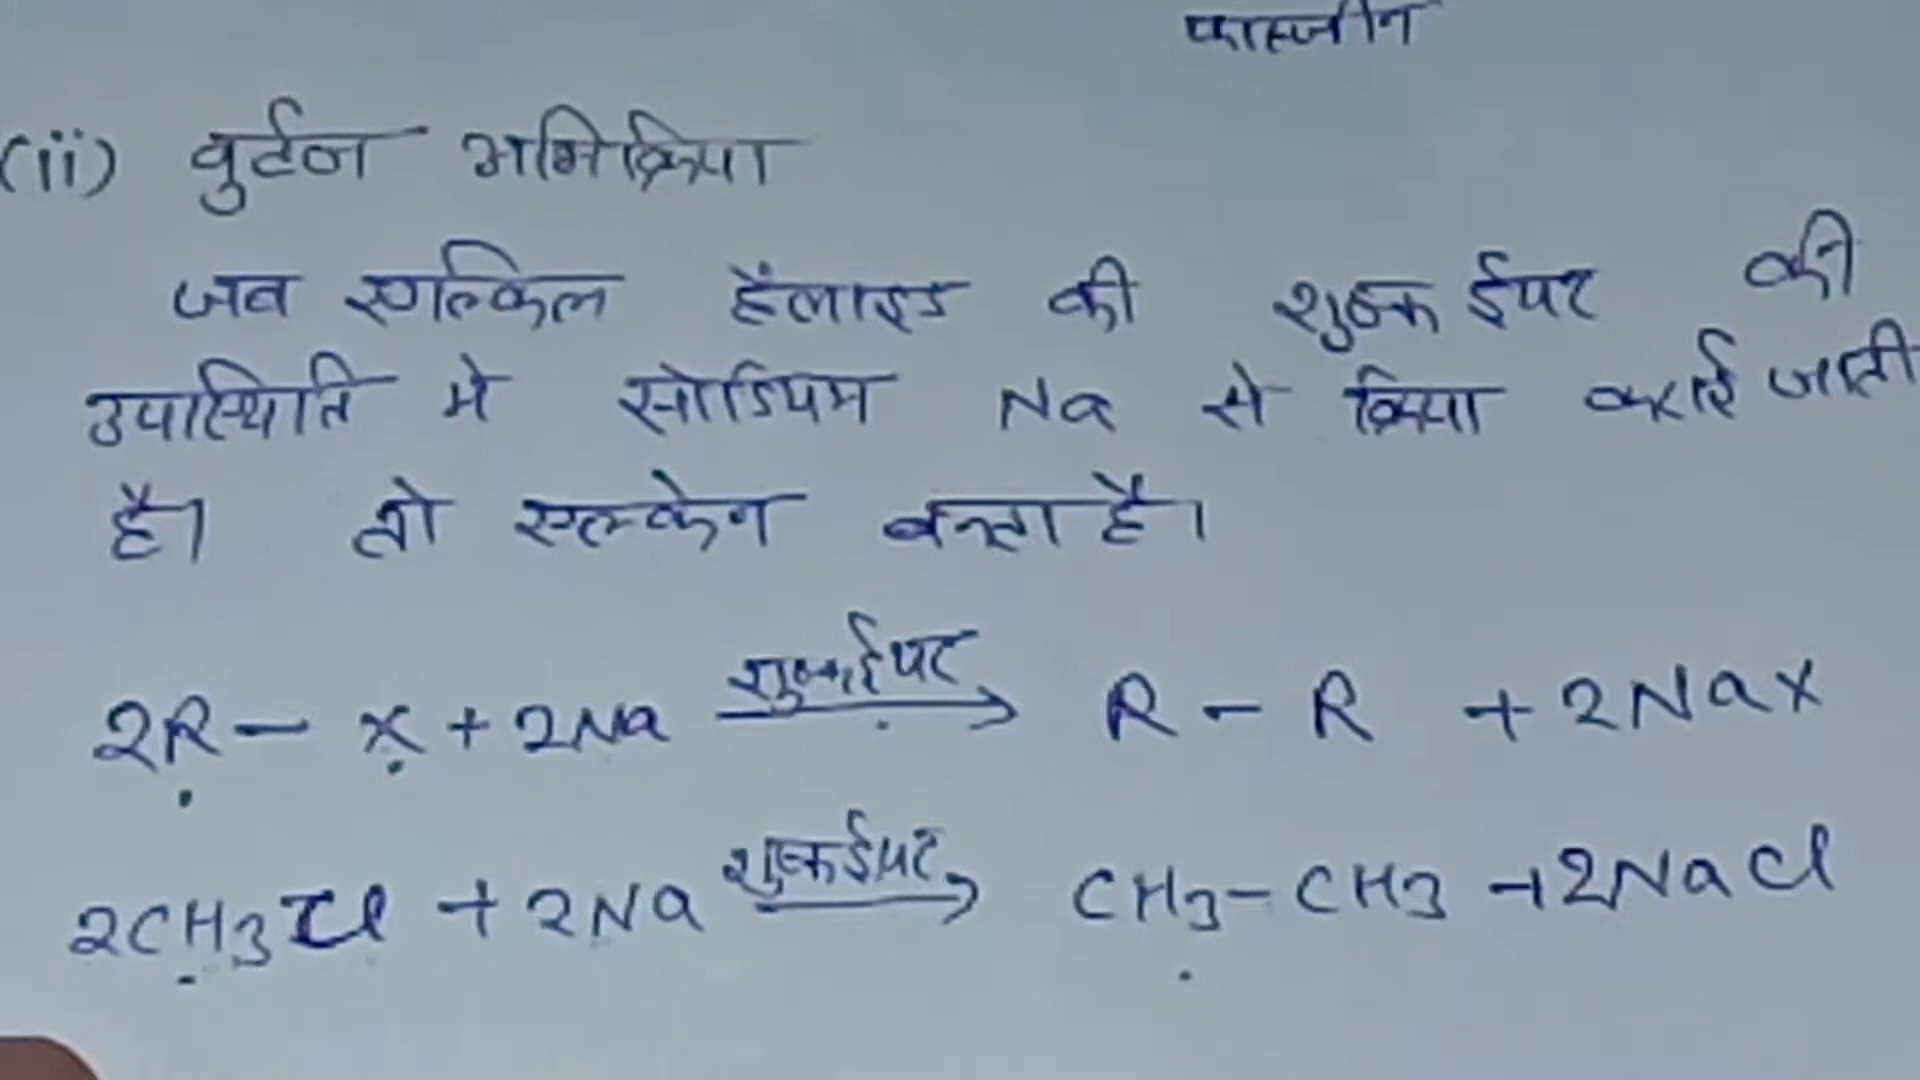 फास्जीन
(ii) वुर्टज अभिक्रिया
जब एल्किल हैलाइड की शुष्क ईथर की
उपस्थिति मे सोडियम Na से क्रिया कराई जाती
है। तो एल्केन बन्ता है।
2R - X + 2Na शुष्क ईथर → R - R + 2Nax
2CH3Cl + 2Na शुष्क ईथर → CH3 - CH3 + 2NaCl